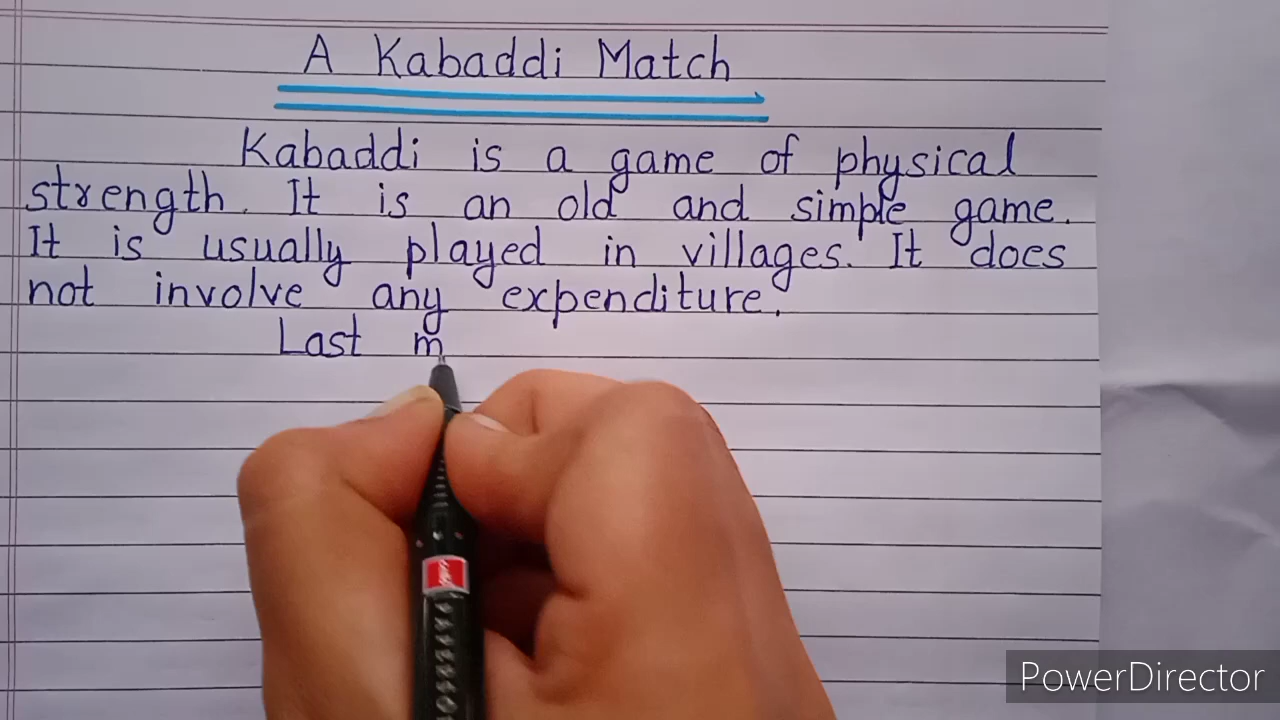 A Kabaddi Match
Kabaddi is a game of physical
strength. It is an old and simple game.
It is usually played in villages. It does
not involve any expenditure.
Last m
PowerDirector